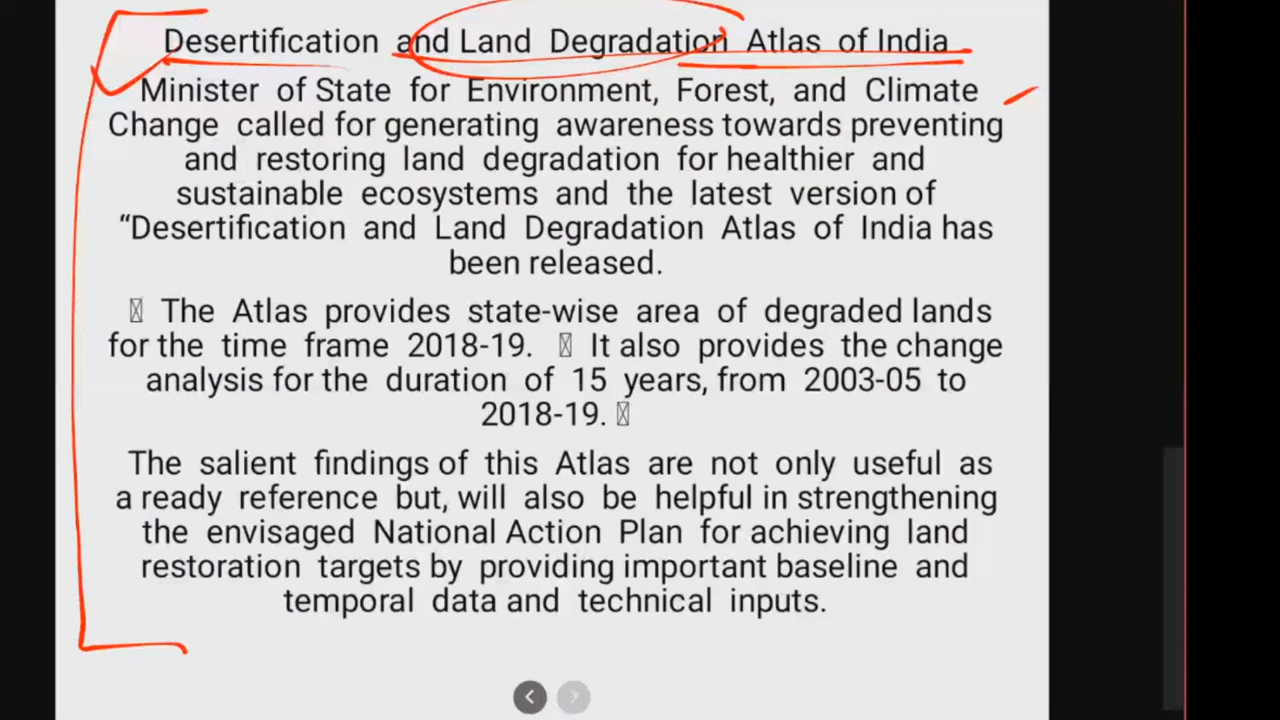 Desertification and Land Degradation Atlas of India
Minister of State for Environment, Forest, and Climate
Change called for generating awareness towards preventing
and restoring land degradation for healthier and
sustainable ecosystems and the latest version of
“Desertification and Land Degradation Atlas of India has
been released.
The Atlas provides state-wise area of degraded lands
for the time frame 2018-19. It also provides the change
analysis for the duration of 15 years, from 2003-05 to
2018-19.
The salient findings of this Atlas are not only useful as
a ready reference but, will also be helpful in strengthening
the envisaged National Action Plan for achieving land
restoration targets by providing important baseline and
temporal data and technical inputs.